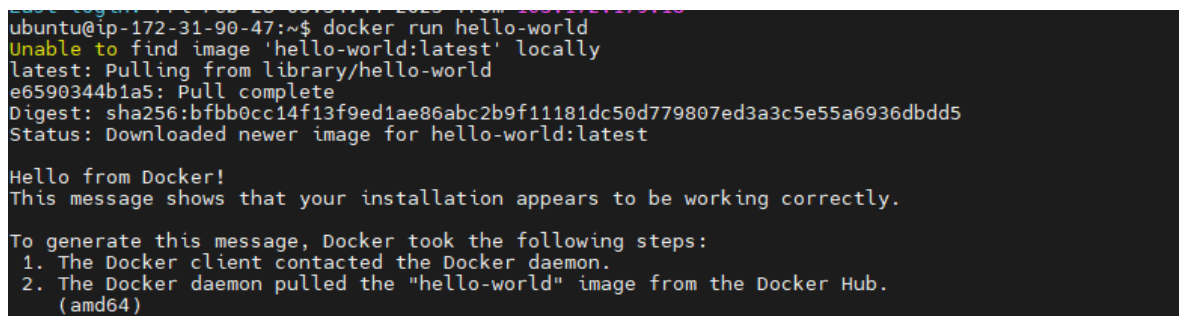 ubuntu@ip-172-31-90-47:~$ docker run hello-world
Unable to find image 'hello-world:latest' locally
latest: Pulling from library/hello-world
e6590344b1a5: Pull complete
Digest: sha256:bfbb0cc14f13f9ed1ae86abc2b9f11181dc50d779807ed3a3c5e55a6936dbdd5
Status: Downloaded newer image for hello-world:latest
Hello from Docker!
This message shows that your installation appears to be working correctly.
To generate this message, Docker took the following steps:
1. The Docker client contacted the Docker daemon.
2. The Docker daemon pulled the "hello-world" image from the Docker Hub.
(amd64)